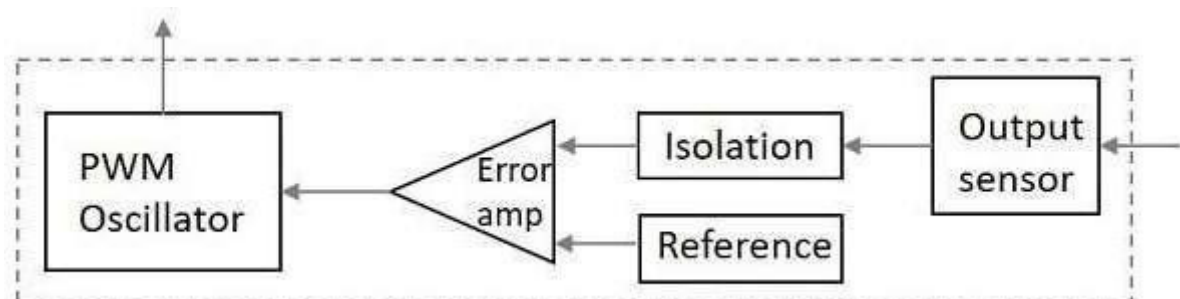 PWM
Oscillator
Error
amp
Isolation
Reference
Output
sensor